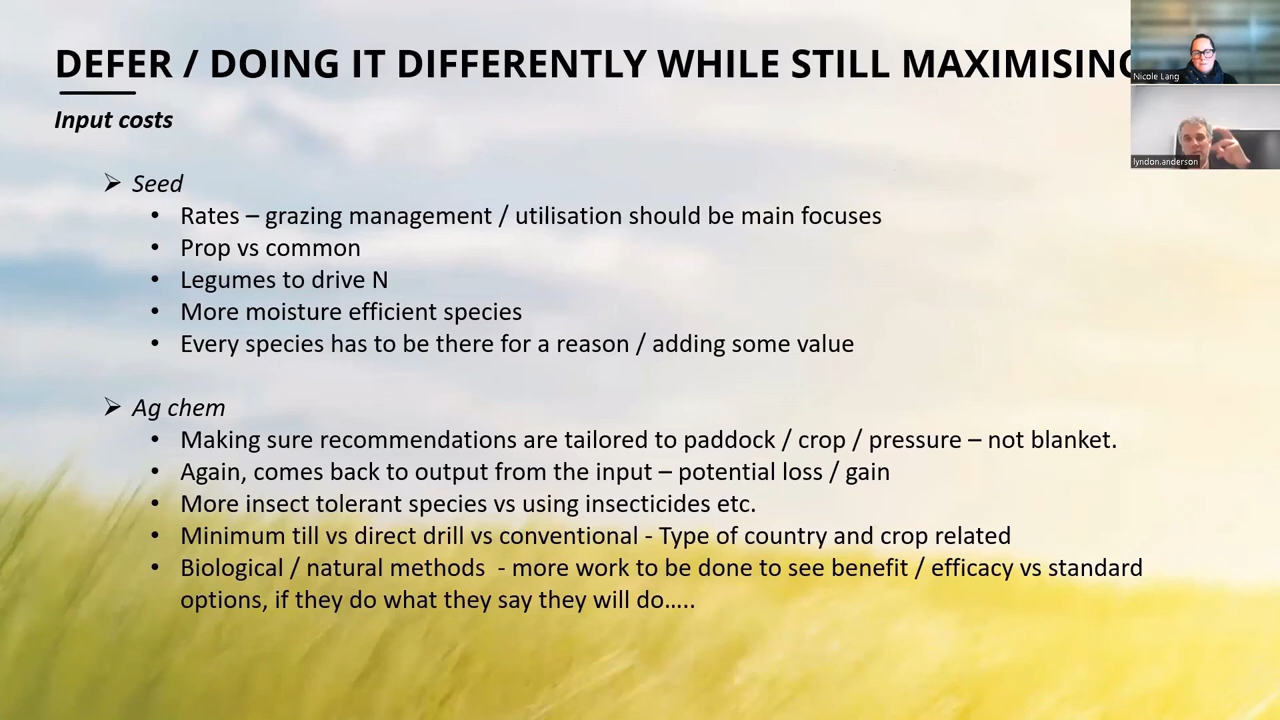 DEFER / DOING IT DIFFERENTLY WHILE STILL MAXIMISING
Nicole Lang
lyndon.anderson
Input costs
Seed
Rates – grazing management / utilisation should be main focuses
Prop vs common
Legumes to drive N
More moisture efficient species
Every species has to be there for a reason / adding some value
Ag chem
Making sure recommendations are tailored to paddock / crop / pressure – not blanket.
Again, comes back to output from the input – potential loss / gain
More insect tolerant species vs using insecticides etc.
Minimum till vs direct drill vs conventional - Type of country and crop related
Biological / natural methods  - more work to be done to see benefit / efficacy vs standard
options, if they do what they say they will do…..